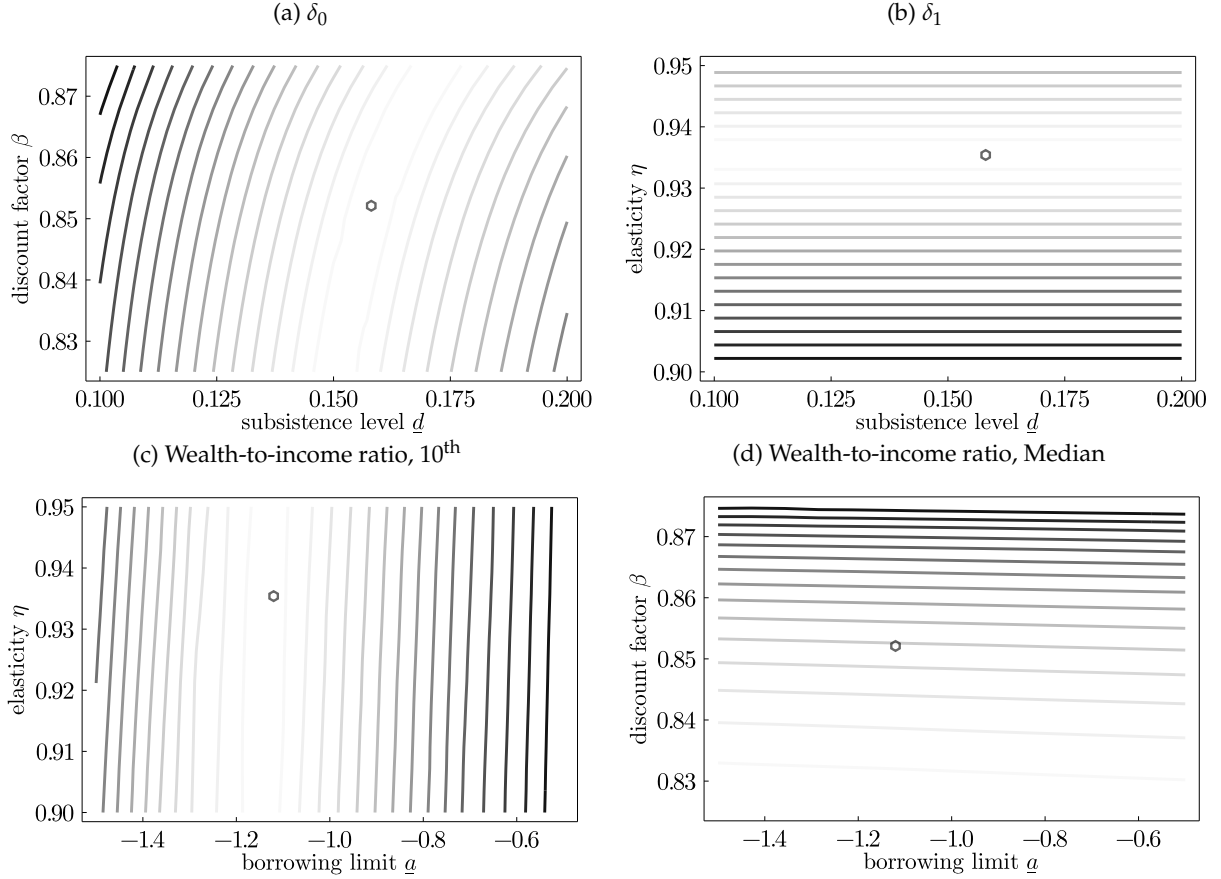 (a) δ₀
0.87
0.86
0.85
0.84
0.83
discount factor β
0.100 0.125 0.150 0.175 0.200
subsistence level d̲
(b) δ₁
0.95
0.94
0.93
0.92
0.91
0.90
elasticity η
0.100 0.125 0.150 0.175 0.200
subsistence level d̲
(c) Wealth-to-income ratio, 10th
0.95
0.94
0.93
0.92
0.91
0.90
elasticity η
−1.4 −1.2 −1.0 −0.8 −0.6
borrowing limit a̲
(d) Wealth-to-income ratio, Median
0.87
0.86
0.85
0.84
0.83
discount factor β
−1.4 −1.2 −1.0 −0.8 −0.6
borrowing limit a̲